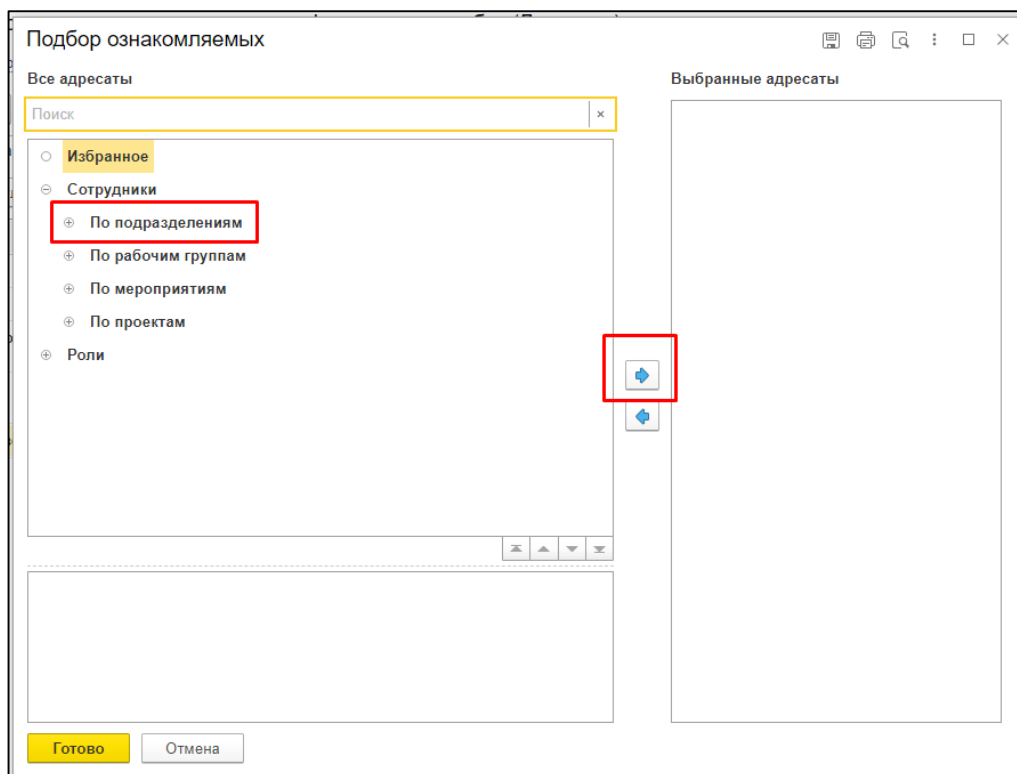 Подбор ознакомляемых
Все адресаты
Выбранные адресаты
Поиск
Избранное
Сотрудники
По подразделениям
По рабочим группам
По мероприятиям
По проектам
Роли
Готово
Отмена